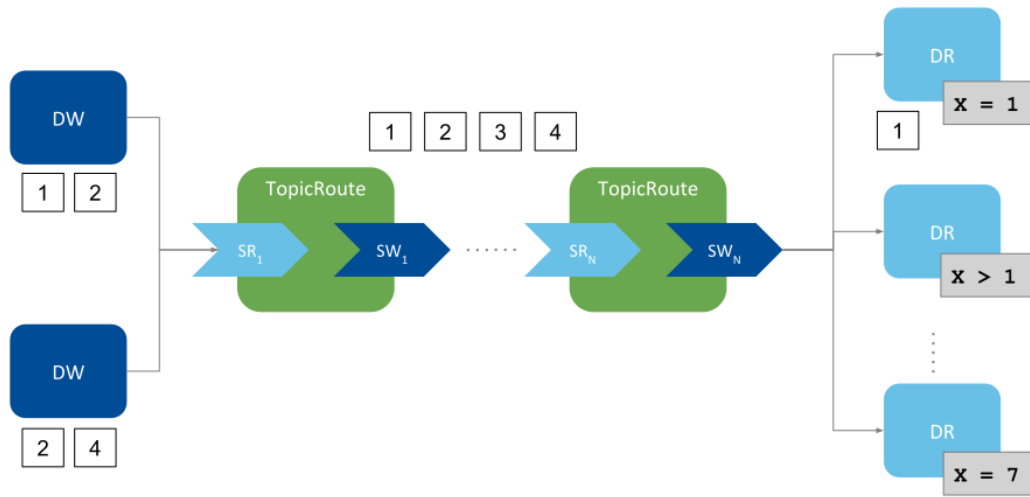 DW
1 2
DW
2 4
1 2 3 4
TopicRoute
SR1
SW1
TopicRoute
SRN
SWN
DR
X = 1
1
DR
X > 1
DR
X = 7